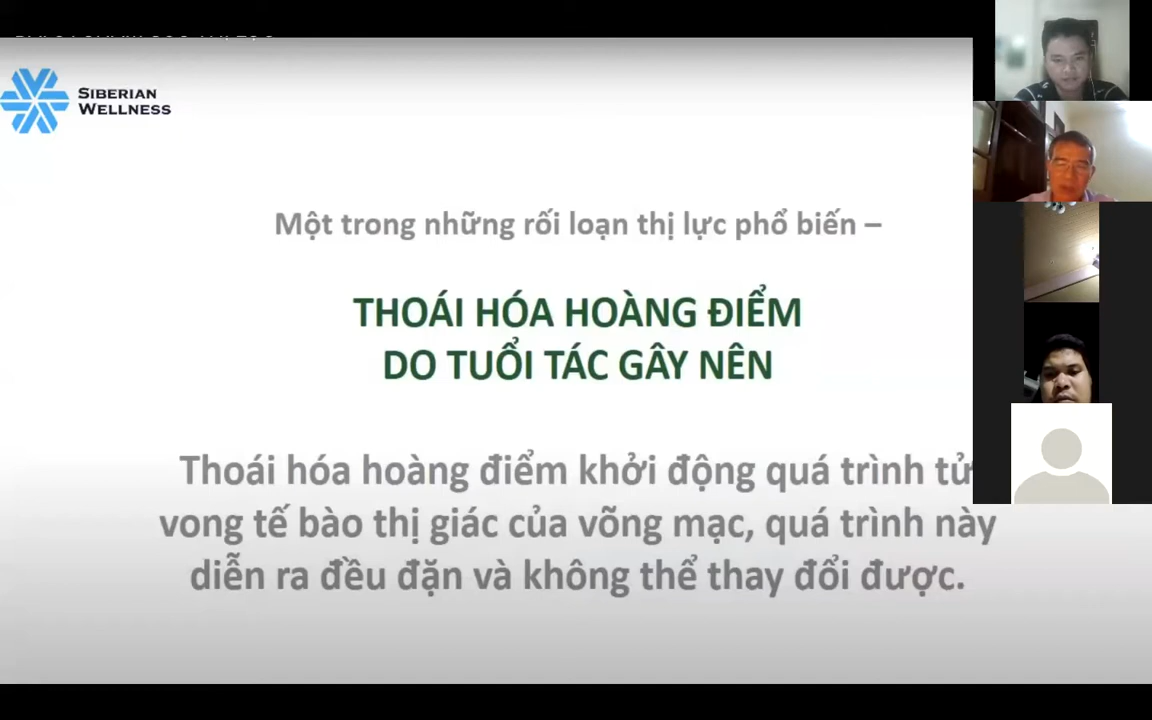 SIBERIAN
WELLNESS
Một trong những rối loạn thị lực phổ biến –
THOÁI HÓA HOÀNG ĐIỂM
DO TUỔI TÁC GÂY NÊN
Thoái hóa hoàng điểm khởi động quá trình tử
vong tế bào thị giác của võng mạc, quá trình này
diễn ra đều đặn và không thể thay đổi được.